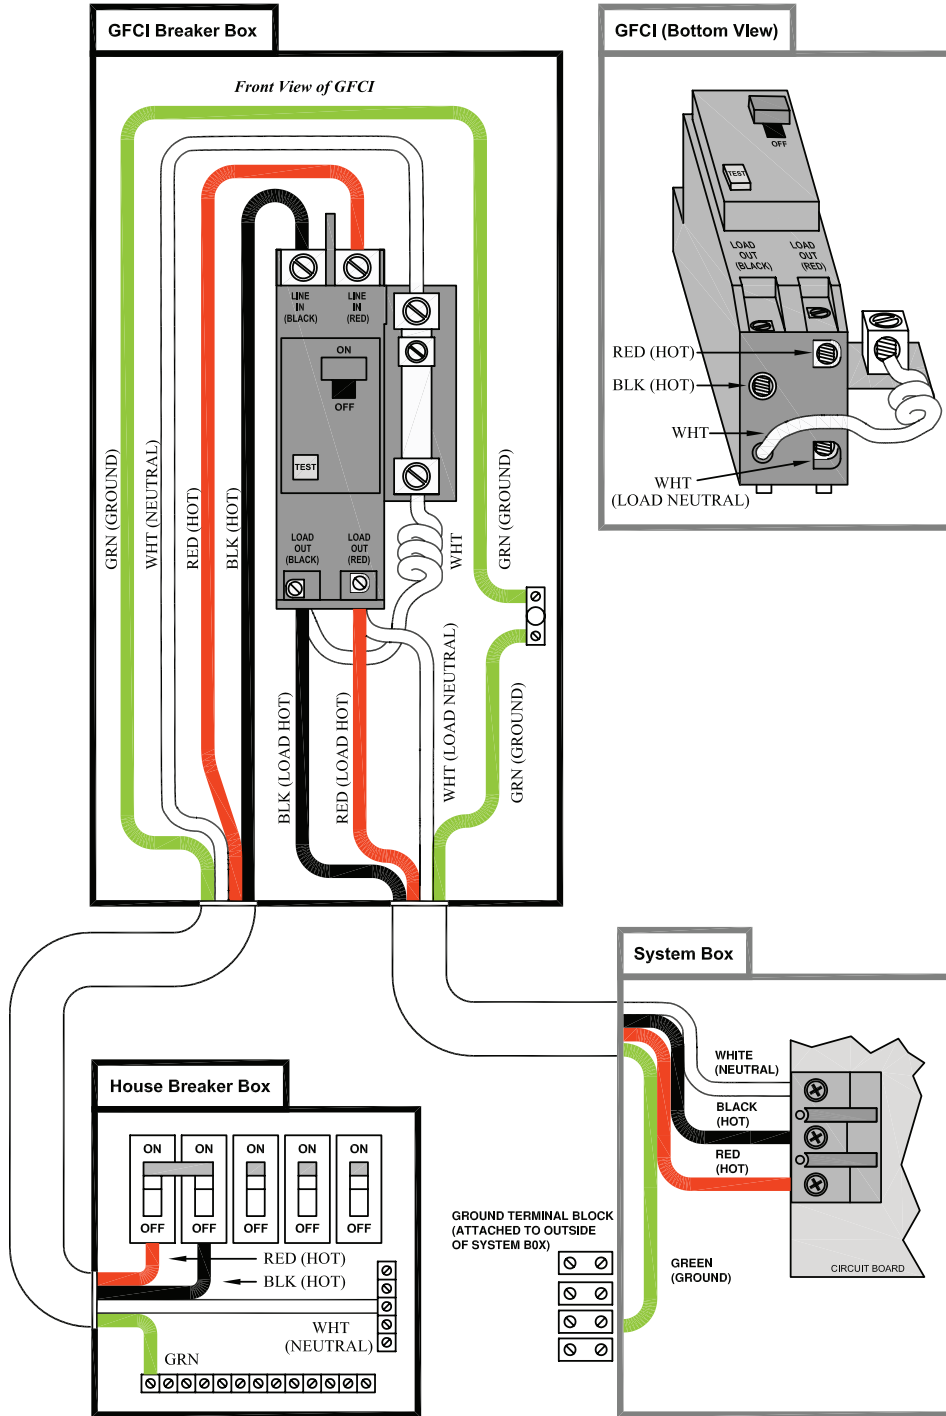 GFCI Breaker Box
Front View of GFCI
LINE
IN
(BLACK)
LINE
IN
(RED)
ON
OFF
TEST
LOAD
OUT
(BLACK)
LOAD
OUT
(RED)
GRN (GROUND)
WHT (NEUTRAL)
RED (HOT)
BLK (HOT)
WHT
GRN (GROUND)
BLK (LOAD HOT)
RED (LOAD HOT)
WHT (LOAD NEUTRAL)
GRN (GROUND)
GFCI (Bottom VIew)
OFF
TEST
LOAD
OUT
(BLACK)
LOAD
OUT
(RED)
RED (HOT)
BLK (HOT)
WHT
WHT
(LOAD NEUTRAL)
System Box
WHITE
(NEUTRAL)
BLACK
(HOT)
RED
(HOT)
GROUND TERMINAL BLOCK
(ATTACHED TO OUTSIDE
OF SYSTEM B0X)
GREEN
(GROUND)
CIRCUIT BOARD
House Breaker Box
ON ON ON ON ON
OFF OFF OFF OFF OFF
RED (HOT)
BLK (HOT)
WHT
(NEUTRAL)
GRN